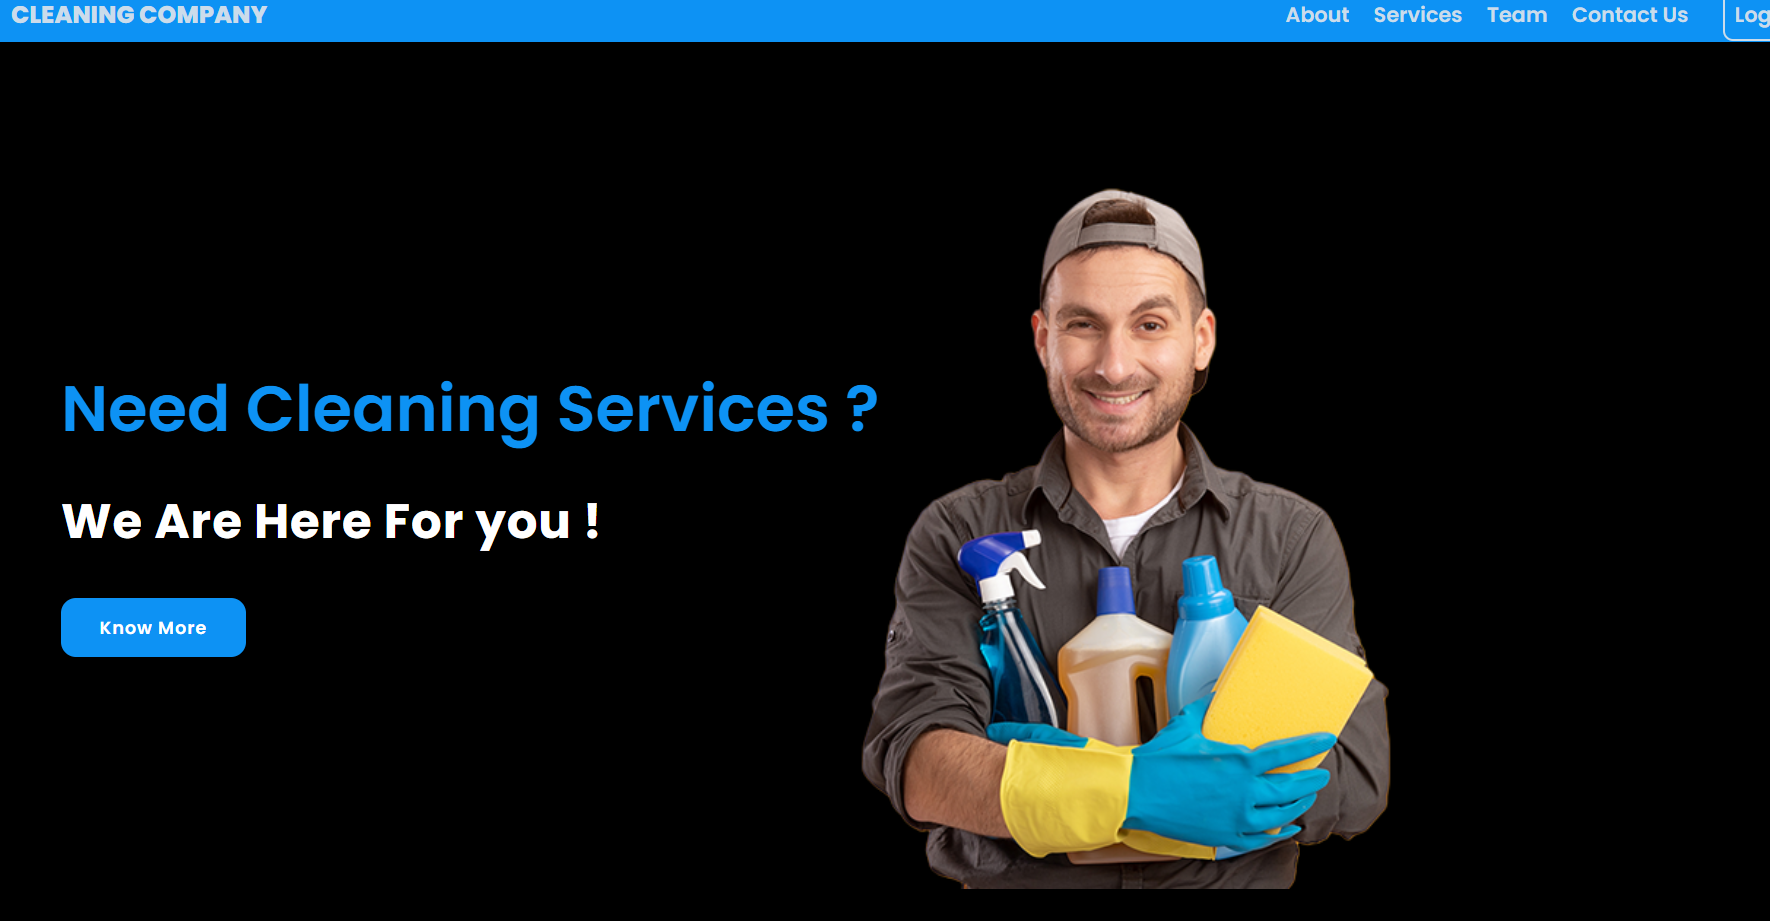 CLEANING COMPANY
About Services Team Contact Us Log
Need Cleaning Services ?
We Are Here For you !
Know More